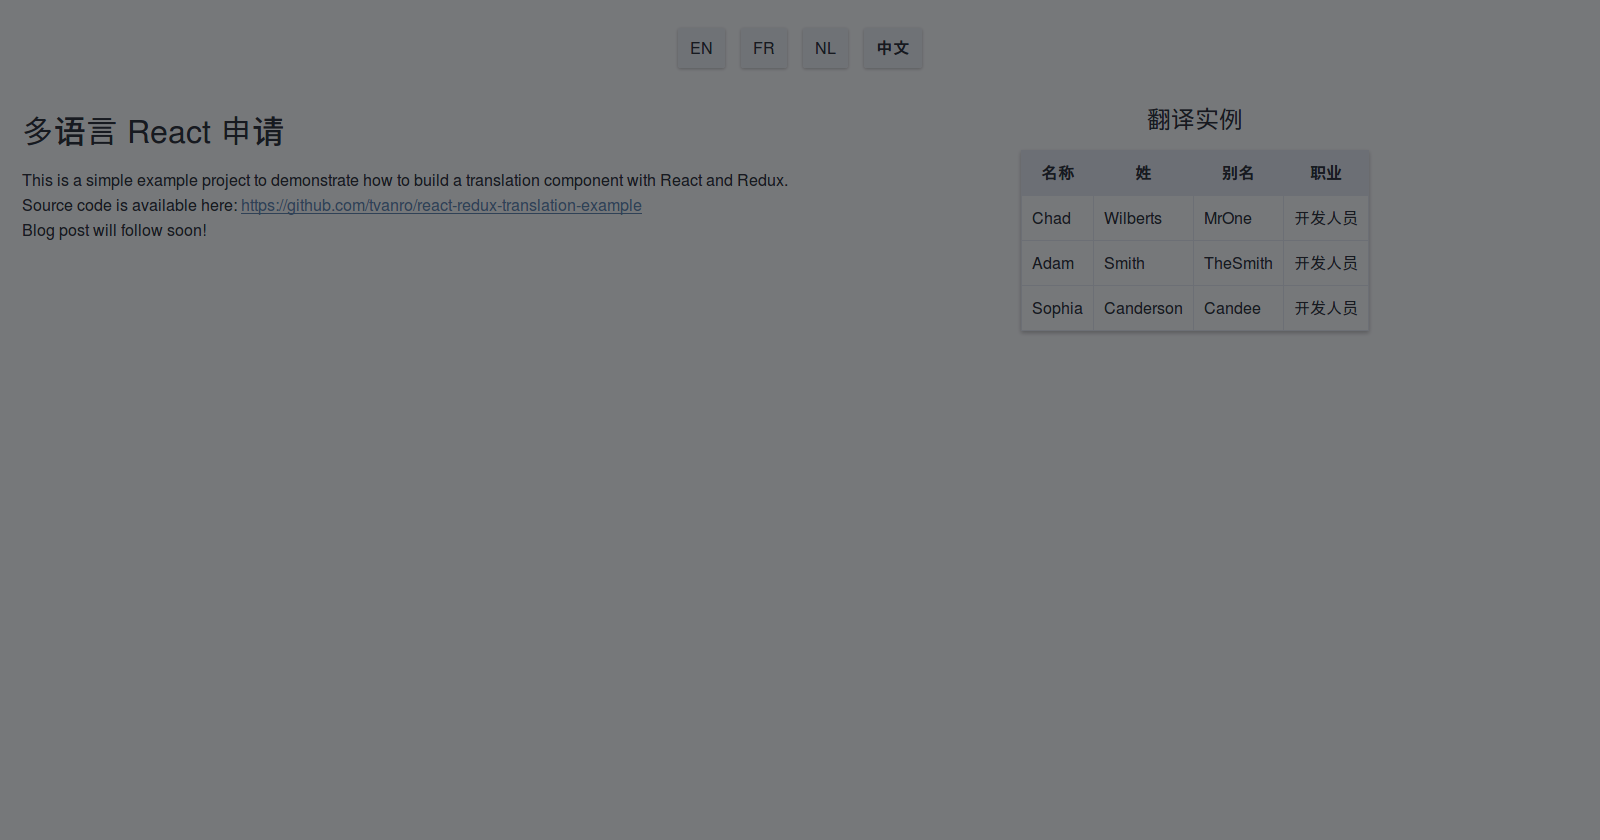 EN FR NL 中文
多语言 React 申请
This is a simple example project to demonstrate how to build a translation component with React and Redux.
Source code is available here: https://github.com/tvanro/react-redux-translation-example
Blog post will follow soon!
翻译实例
名称 姓 别名 职业
Chad Wilberts MrOne 开发人员
Adam Smith TheSmith 开发人员
Sophia Canderson Candee 开发人员